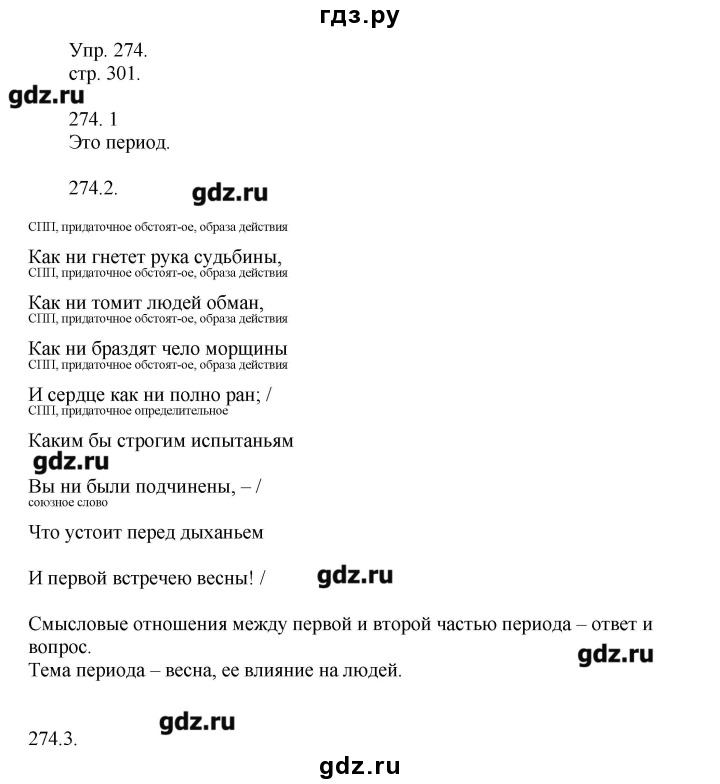 гдз.ру
Упр. 274.
стр. 301.
gdz.ru
274. 1
Это период.
274.2.
gdz.ru
СПП, придаточное обстоят-ое, образа действия
Как ни гнетет рука судьбины,
СПП, придаточное обстоят-ое, образа действия
Как ни томит людей обман,
СПП, придаточное обстоят-ое, образа действия
Как ни браздят чело морщины
СПП, придаточное обстоят-ое, образа действия
И сердце как ни полно ран; /
СПП, придаточное определительное
Каким бы строгим испытаньям
gdz.ru
Вы ни были подчинены, – /
союзное слово
Что устоит перед дыханьем
И первой встречею весны! /
gdz.ru
Смысловые отношения между первой и второй частью периода – ответ и
вопрос.
gdz.ru
Тема периода – весна, ее влияние на людей.
gdz.ru
274.3.
gdz.ru